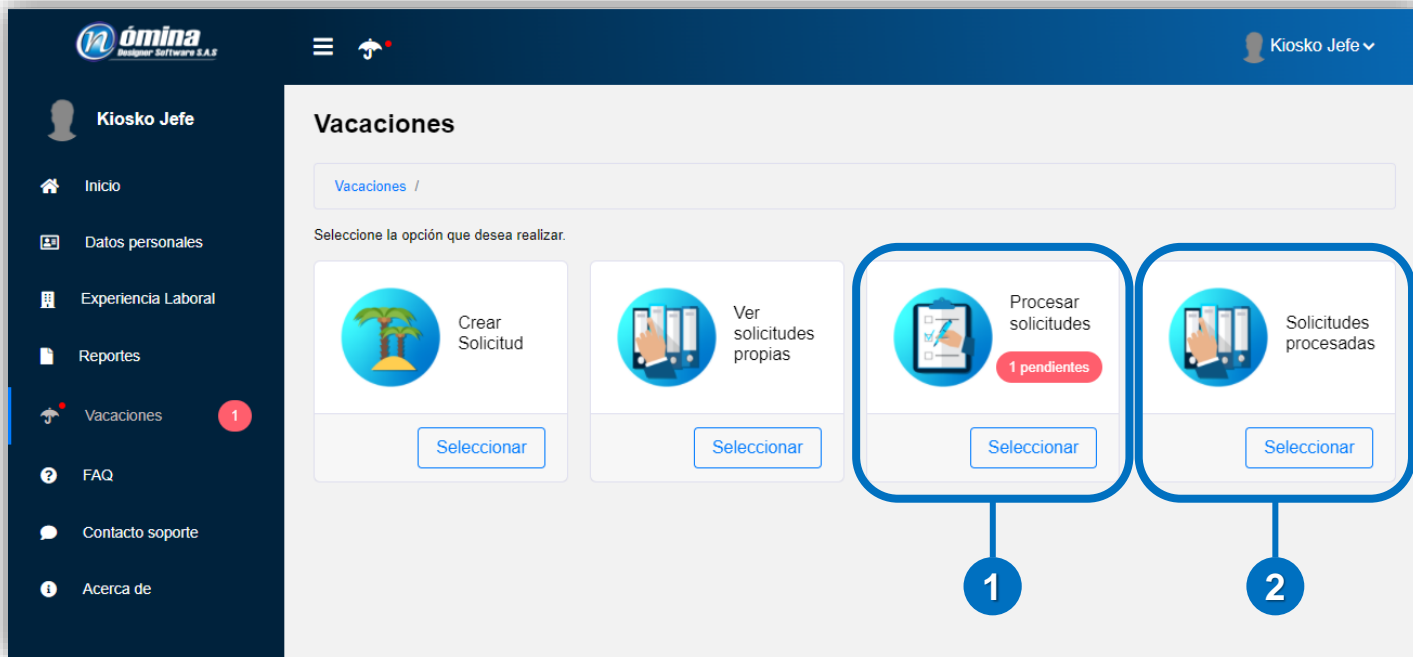 nómina
Designer Software S.A.S
Kiosko Jefe
Kiosko Jefe
Inicio
Datos personales
Experiencia Laboral
Reportes
Vacaciones 1
FAQ
Contacto soporte
Acerca de
Vacaciones
Vacaciones /
Seleccione la opción que desea realizar.
Crear
Solicitud
Seleccionar
Ver
solicitudes
propias
Seleccionar
Procesar
solicitudes
1 pendientes
Seleccionar
Solicitudes
procesadas
Seleccionar
1
2